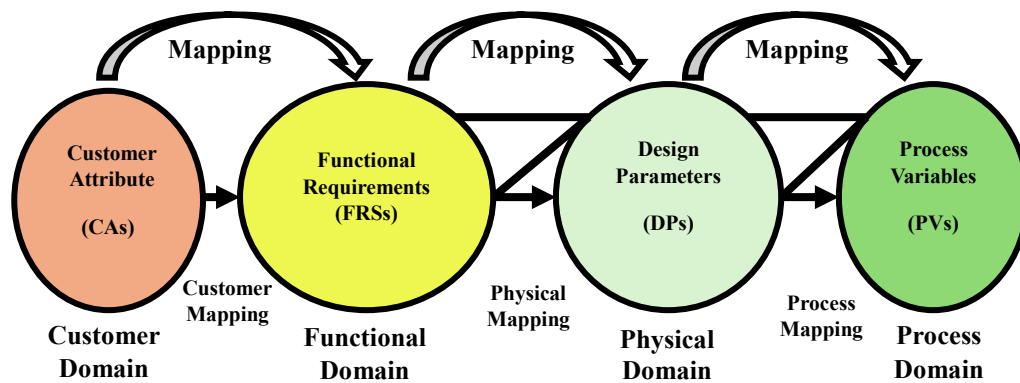 Mapping
Mapping
Mapping
Customer
Attribute
(CAs)
Functional
Requirements
(FRSs)
Design
Parameters
(DPs)
Process
Variables
(PVs)
Customer
Mapping
Physical
Mapping
Process
Mapping
Customer
Domain
Functional
Domain
Physical
Domain
Process
Domain